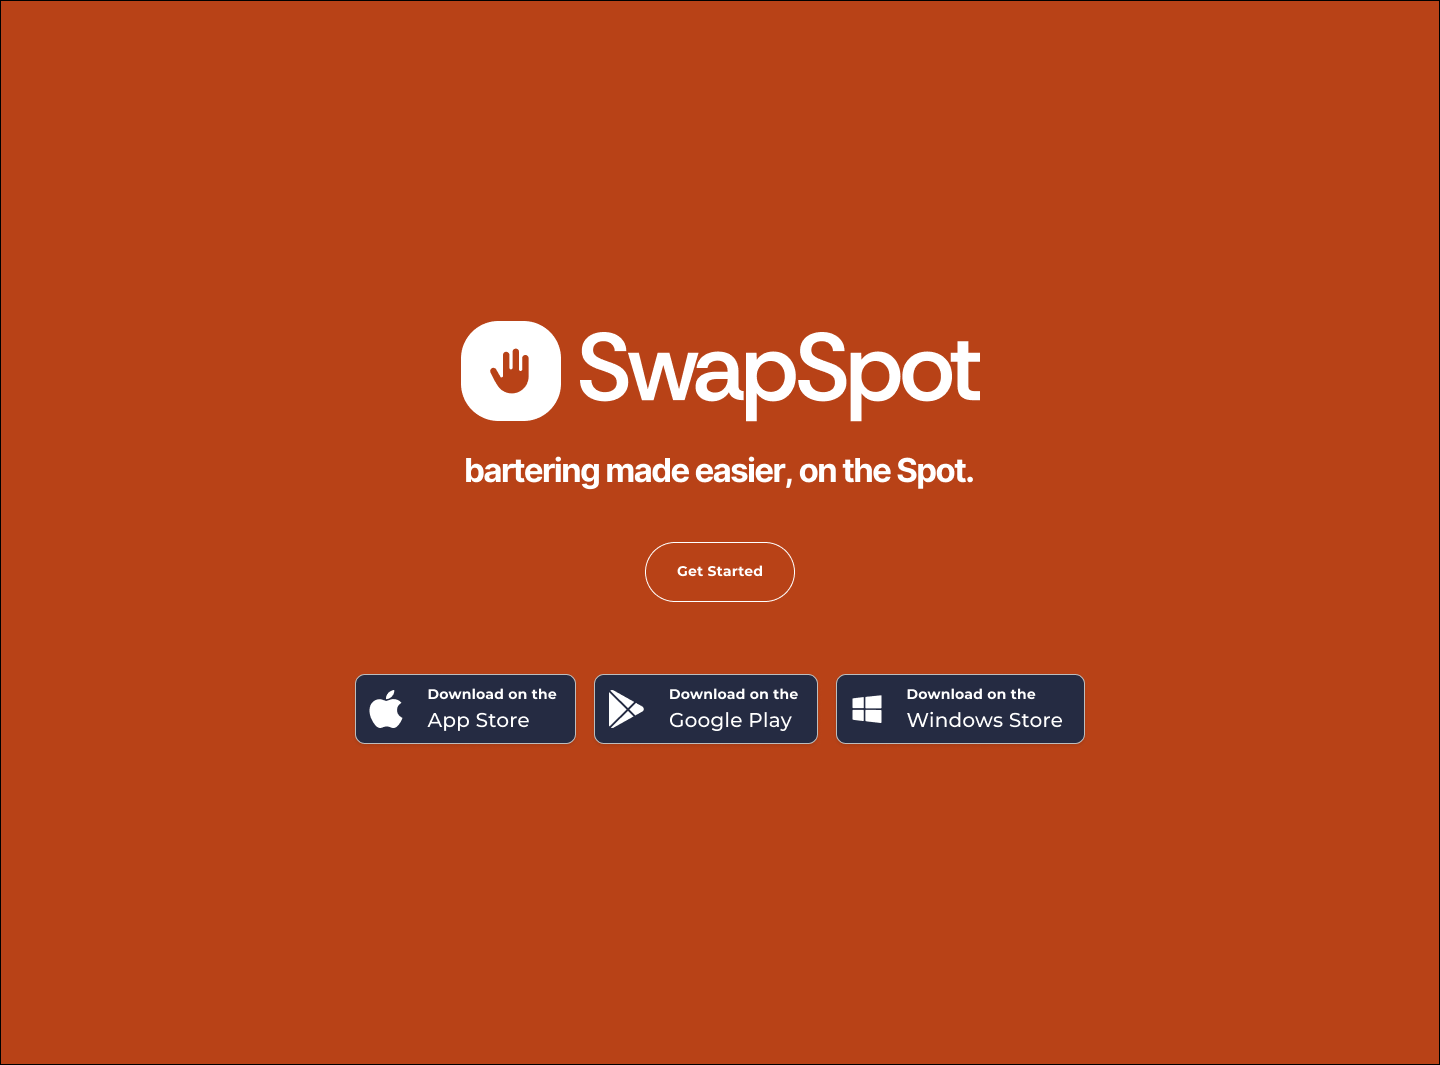 SwapSpot
bartering made easier, on the Spot.
Get Started
Download on the
App Store
Download on the
Google Play
Download on the
Windows Store